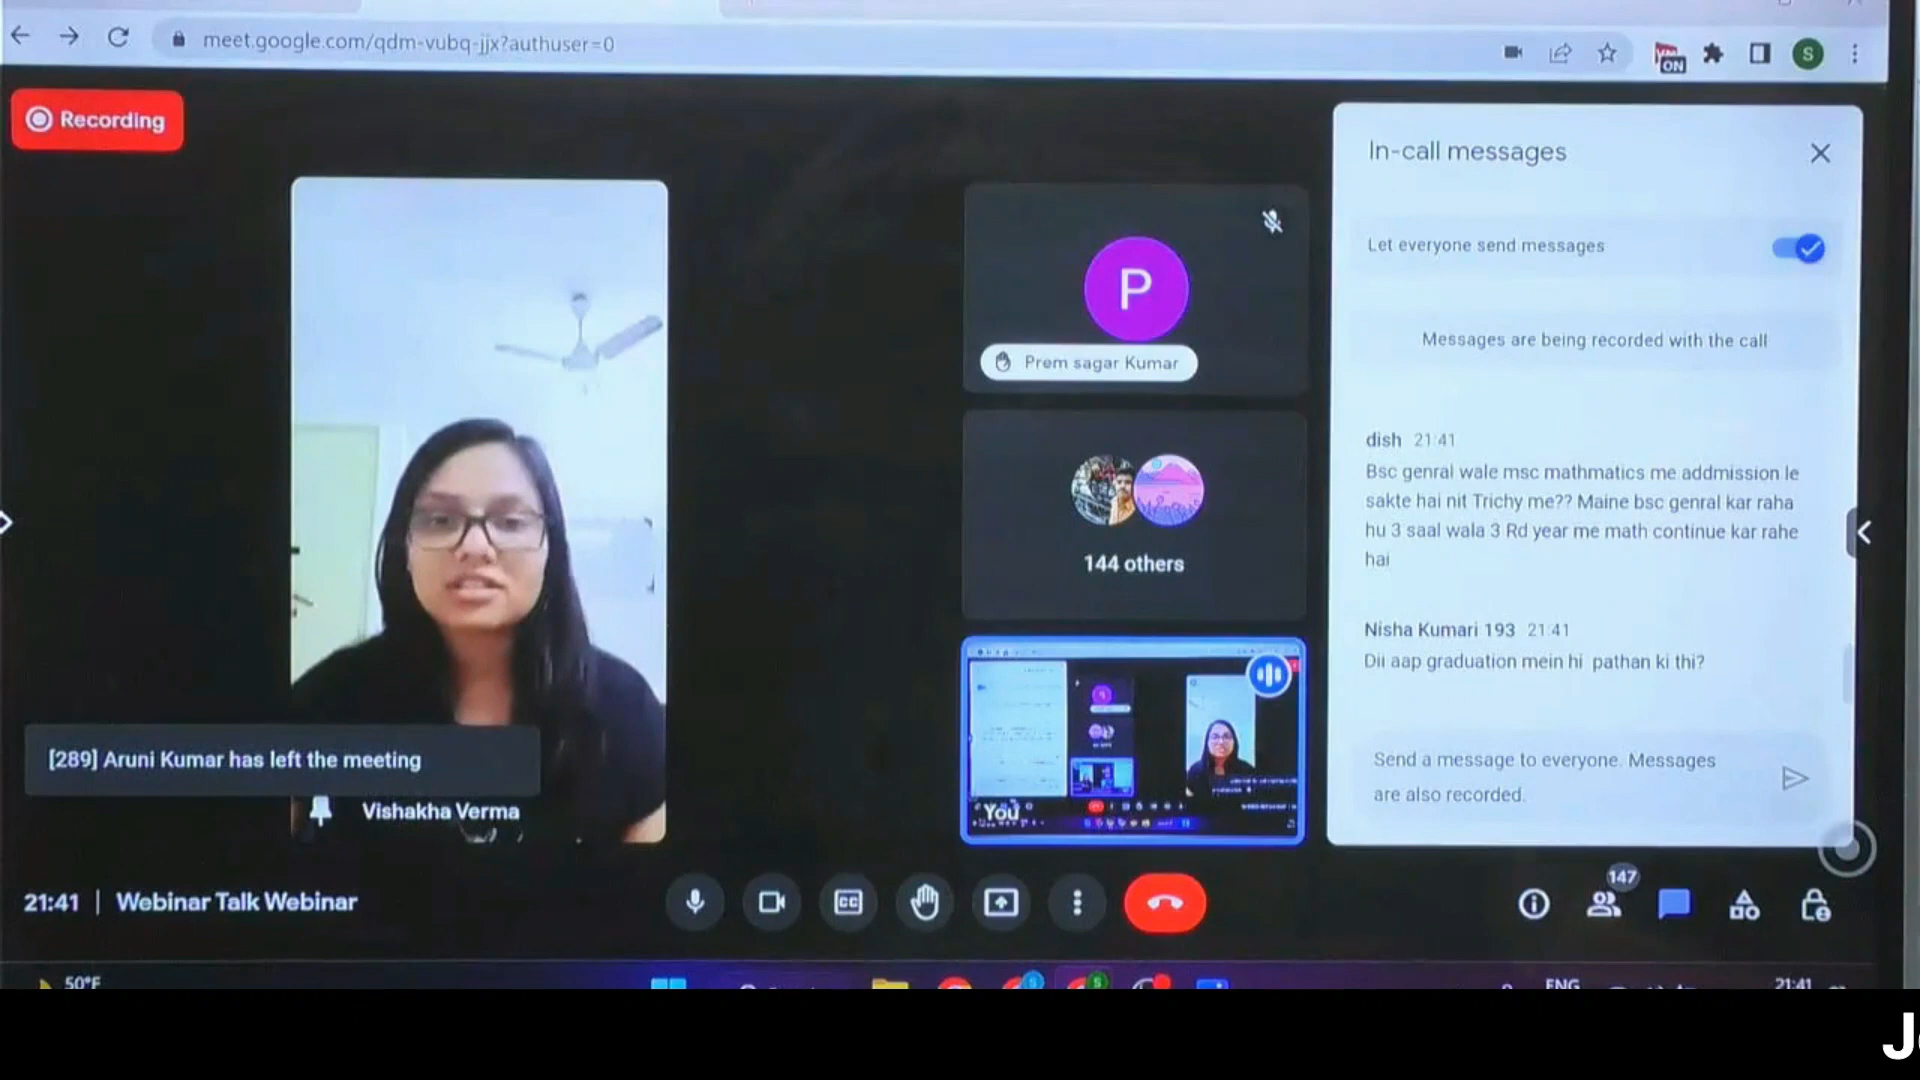 meet.google.com/qdm-vubq-jjx?authuser=0
ON
S
Recording
In-call messages
Let everyone send messages
Messages are being recorded with the call
P
Prem sagar Kumar
144 others
dish 21:41
Bsc genral wale msc mathmatics me addmission le
sakte hai nit Trichy me?? Maine bsc genral kar raha
hu 3 saal wala 3 Rd year me math continue kar rahe
hai
Nisha Kumari 193 21:41
Dii aap graduation mein hi pathan ki thi?
Send a message to everyone. Messages
are also recorded.
You
[289] Aruni Kumar has left the meeting
Vishakha Verma
21:41 | Webinar Talk Webinar
CC
147
50°F
S
S
ENG
21:41